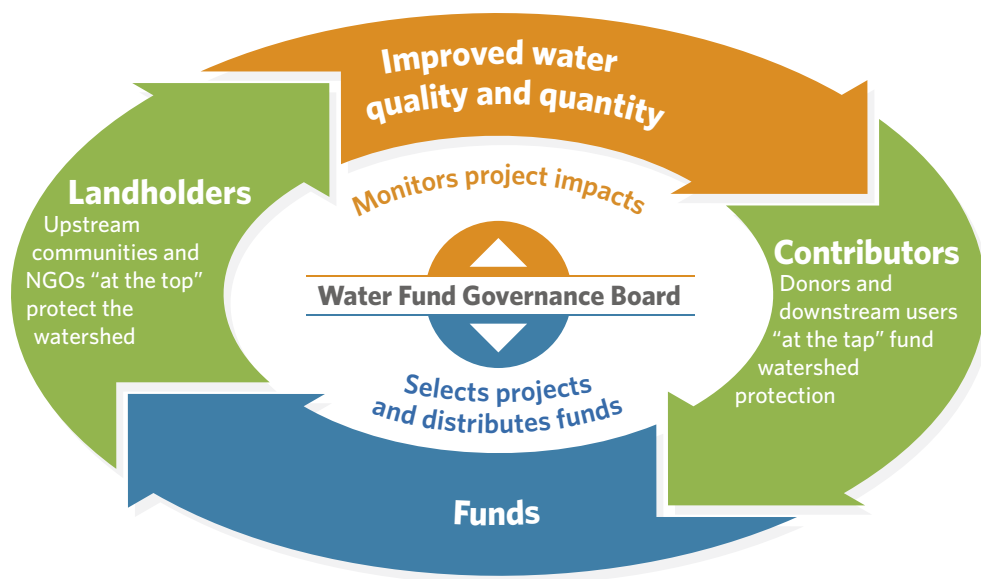 Improved water
quality and quantity
Monitors project impacts
Landholders
Upstream
communities and
NGOs “at the top”
protect the
watershed
Water Fund Governance Board
Contributors
Donors and
downstream users
“at the tap” fund
watershed
protection
Selects projects
and distributes funds
Funds